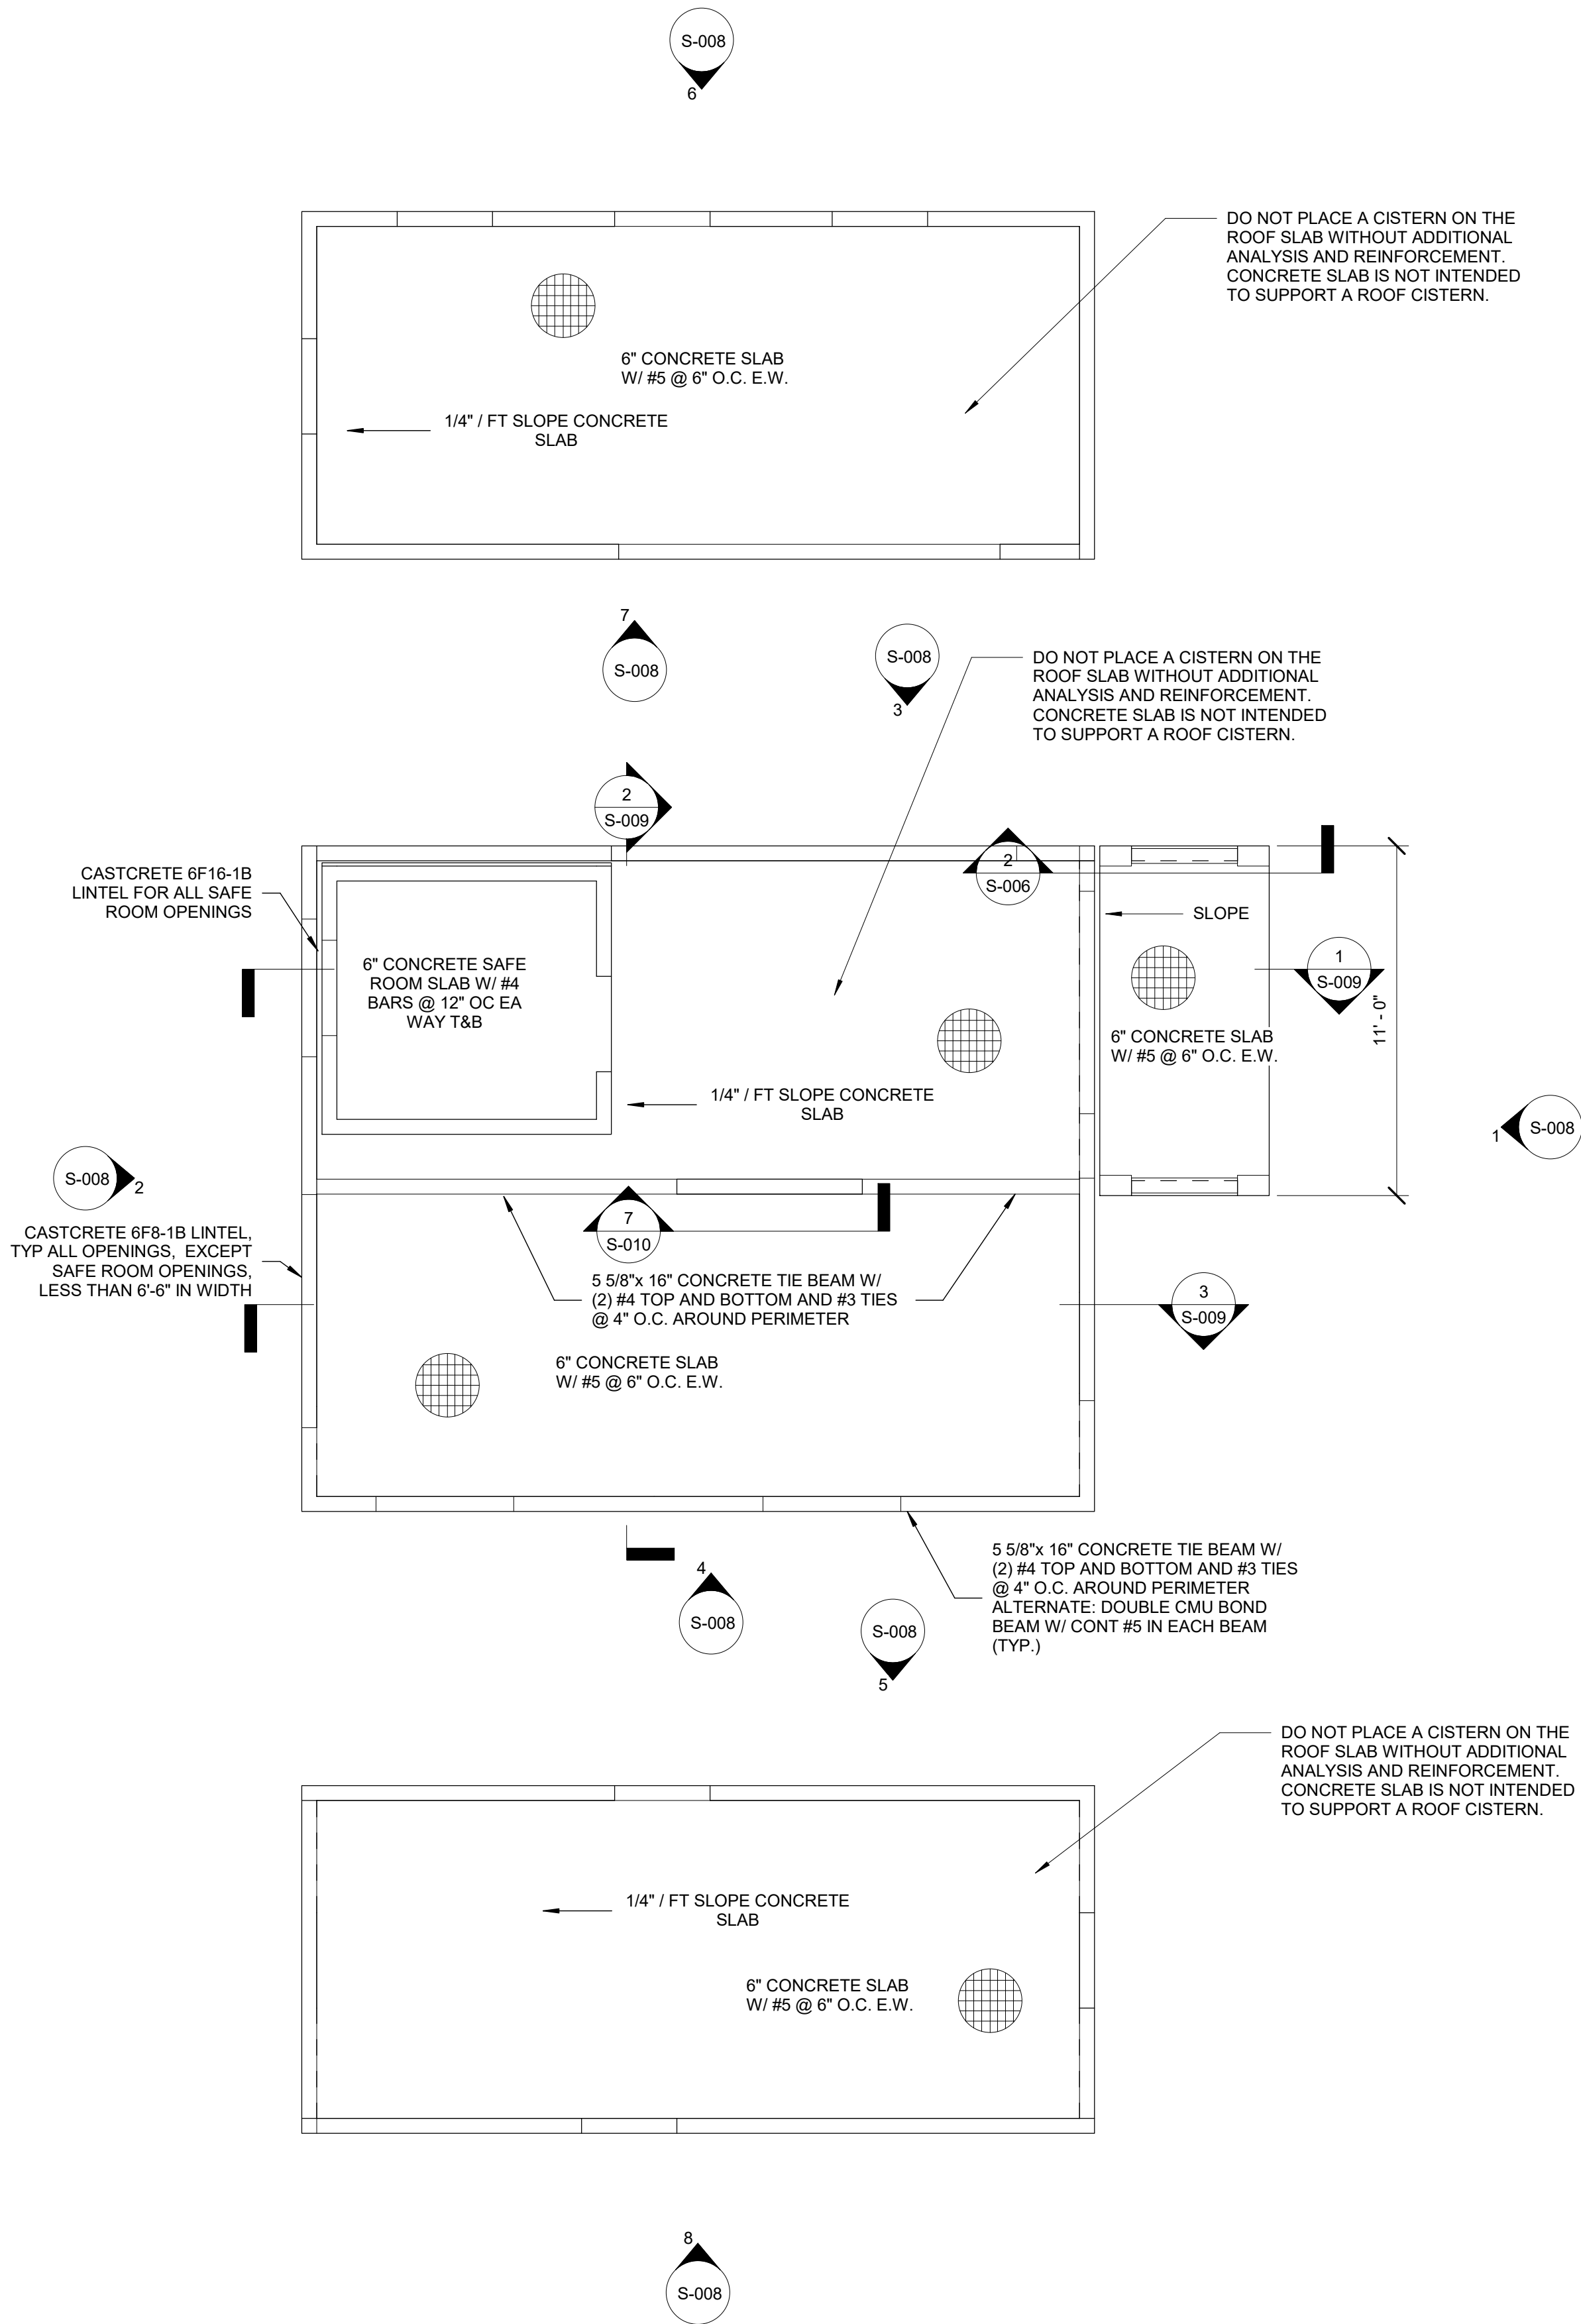 S-008
6
DO NOT PLACE A CISTERN ON THE
ROOF SLAB WITHOUT ADDITIONAL
ANALYSIS AND REINFORCEMENT.
CONCRETE SLAB IS NOT INTENDED
TO SUPPORT A ROOF CISTERN.
6" CONCRETE SLAB
W/ #5 @ 6" O.C. E.W.
1/4" / FT SLOPE CONCRETE
SLAB
7
S-008
S-008
3
DO NOT PLACE A CISTERN ON THE
ROOF SLAB WITHOUT ADDITIONAL
ANALYSIS AND REINFORCEMENT.
CONCRETE SLAB IS NOT INTENDED
TO SUPPORT A ROOF CISTERN.
2
S-009
2
S-006
CASTCRETE 6F16-1B
LINTEL FOR ALL SAFE
ROOM OPENINGS
SLOPE
6" CONCRETE SAFE
ROOM SLAB W/ #4
BARS @ 12" OC EA
WAY T&B
1
S-009
11' - 0"
6" CONCRETE SLAB
W/ #5 @ 6" O.C. E.W.
1/4" / FT SLOPE CONCRETE
SLAB
1
S-008
S-008
2
CASTCRETE 6F8-1B LINTEL,
TYP ALL OPENINGS, EXCEPT
SAFE ROOM OPENINGS,
LESS THAN 6'-6" IN WIDTH
7
S-010
5 5/8"x 16" CONCRETE TIE BEAM W/
(2) #4 TOP AND BOTTOM AND #3 TIES
@ 4" O.C. AROUND PERIMETER
3
S-009
6" CONCRETE SLAB
W/ #5 @ 6" O.C. E.W.
5 5/8"x 16" CONCRETE TIE BEAM W/
(2) #4 TOP AND BOTTOM AND #3 TIES
@ 4" O.C. AROUND PERIMETER
ALTERNATE: DOUBLE CMU BOND
BEAM W/ CONT #5 IN EACH BEAM
(TYP.)
4
S-008
S-008
5
DO NOT PLACE A CISTERN ON THE
ROOF SLAB WITHOUT ADDITIONAL
ANALYSIS AND REINFORCEMENT.
CONCRETE SLAB IS NOT INTENDED
TO SUPPORT A ROOF CISTERN.
1/4" / FT SLOPE CONCRETE
SLAB
6" CONCRETE SLAB
W/ #5 @ 6" O.C. E.W.
8
S-008